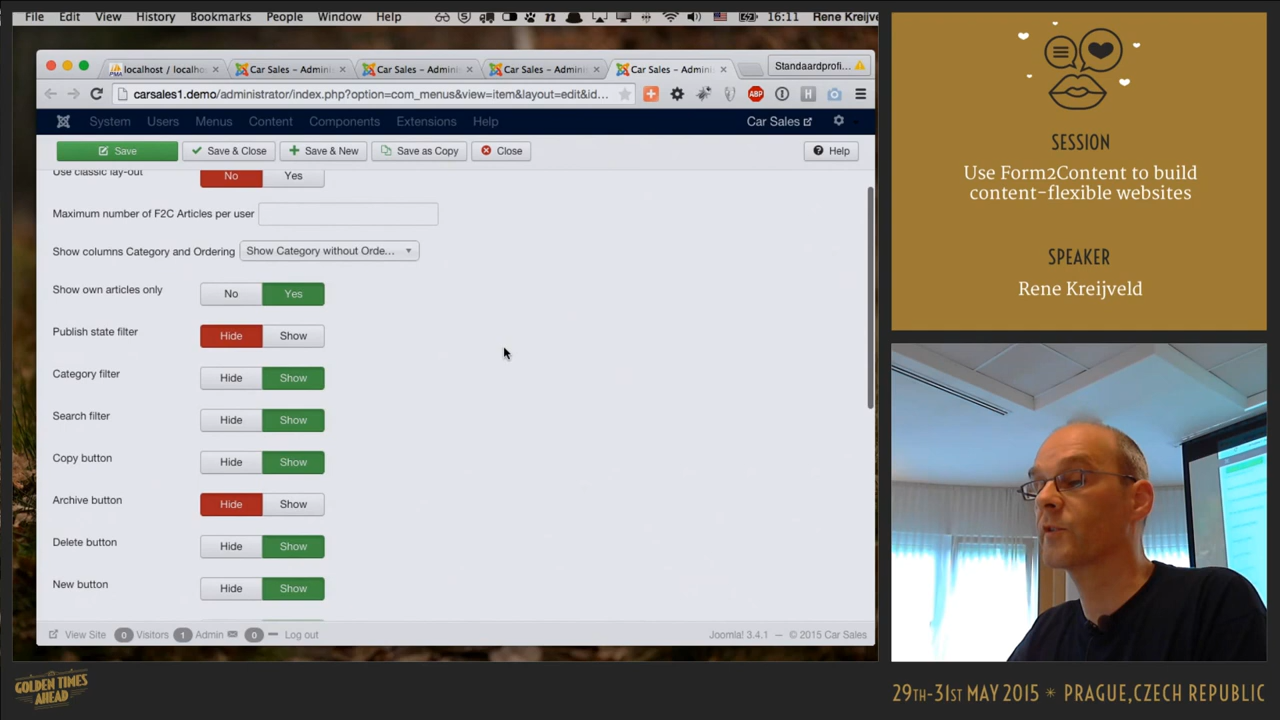 File Edit View History Bookmarks People Window Help 16:11 Rene Kreijve
localhost / localho Car Sales - Admini Car Sales - Admini Car Sales - Admini Car Sales - Admini Standaardprofi...
carsales1.demo/administrator/index.php?option=com_menus&view=item&layout=edit&id...
System Users Menus Content Components Extensions Help Car Sales
Save Save & Close Save & New Save as Copy Close Help
Use classic lay-out No Yes
Maximum number of F2C Articles per user
Show columns Category and Ordering Show Category without Orde...
Show own articles only No Yes
Publish state filter Hide Show
Category filter Hide Show
Search filter Hide Show
Copy button Hide Show
Archive button Hide Show
Delete button Hide Show
New button Hide Show
View Site 0 Visitors 1 Admin 0 Log out Joomla! 3.4.1 — © 2015 Car Sales
SESSION
Use Form2Content to build
content-flexible websites
SPEAKER
Rene Kreijveld
GOLDEN TIMES
AHEAD
29TH-31ST MAY 2015 * PRAGUE, CZECH REPUBLIC